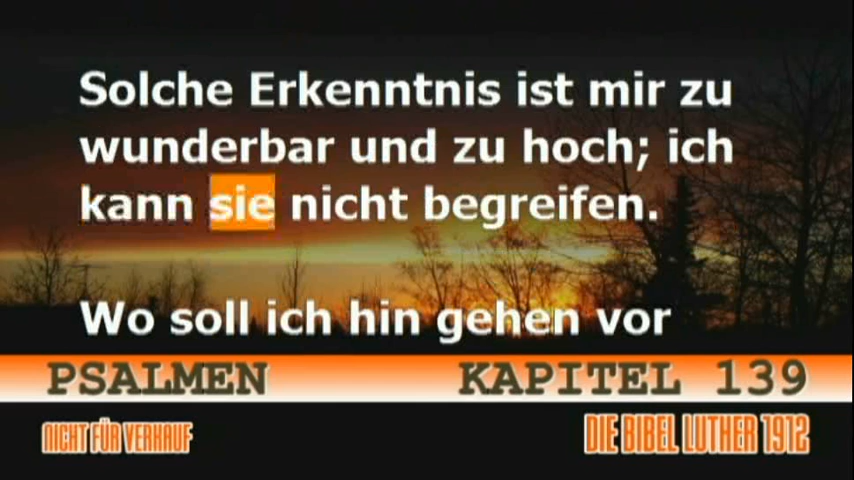 Solche Erkenntnis ist mir zu
wunderbar und zu hoch; ich
kann sie nicht begreifen.
Wo soll ich hin gehen vor
PSALMEN KAPITEL 139
NICHT FÜR VERKAUF DIE BIBEL LUTHER 1912